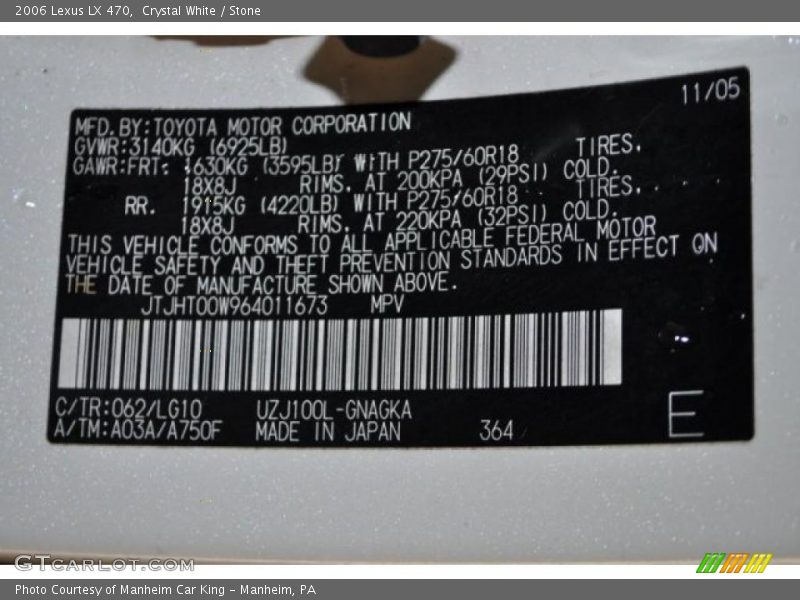 2006 Lexus LX 470, Crystal White / Stone
11/05
MFD. BY:TOYOTA MOTOR CORPORATION
GVWR:3140KG (6925LB)
GAWR:FRT. 1630KG (3595LB) WITH P275/60R18 TIRES.
18X8J RIMS. AT 200KPA (29PSI) COLD.
RR. 1915KG (4220LB) WITH P275/60R18 TIRES.
18X8J RIMS. AT 220KPA (32PSI) COLD.
THIS VEHICLE CONFORMS TO ALL APPLICABLE FEDERAL MOTOR
VEHICLE SAFETY AND THEFT PREVENTION STANDARDS IN EFFECT ON
THE DATE OF MANUFACTURE SHOWN ABOVE.
JTJHT00W964011673 MPV
C/TR:062/LG10 UZJ100L-GNAGKA
A/TM:A03A/A750F MADE IN JAPAN 364
E
GTCARLOT.COM
Photo Courtesy of Manheim Car King - Manheim, PA